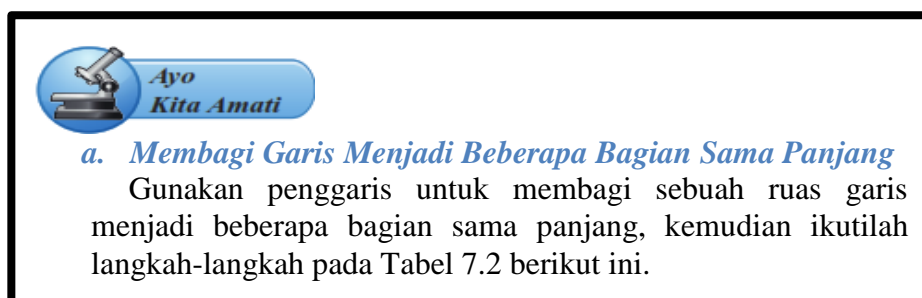 Ayo
Kita Amati
a. Membagi Garis Menjadi Beberapa Bagian Sama Panjang
Gunakan penggaris untuk membagi sebuah ruas garis
menjadi beberapa bagian sama panjang, kemudian ikutilah
langkah-langkah pada Tabel 7.2 berikut ini.